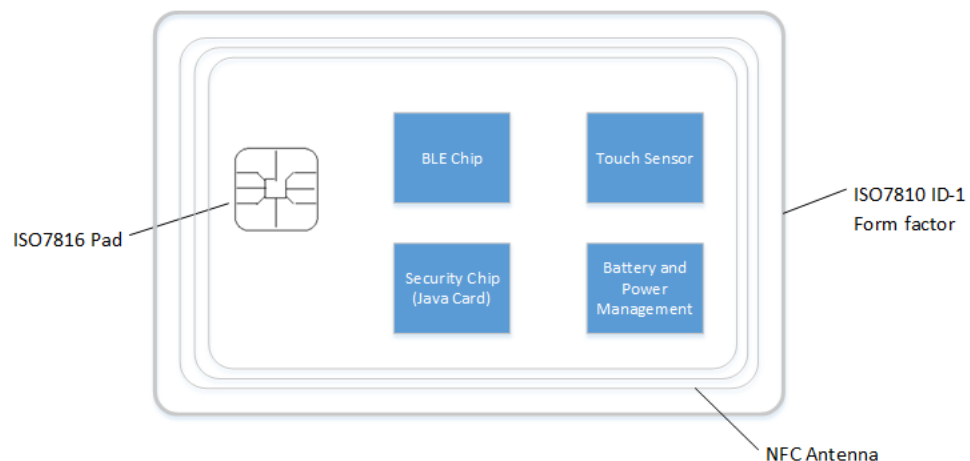 BLE Chip
Touch Sensor
ISO7810 ID-1
Form factor
ISO7816 Pad
Security Chip
(Java Card)
Battery and
Power
Management
NFC Antenna